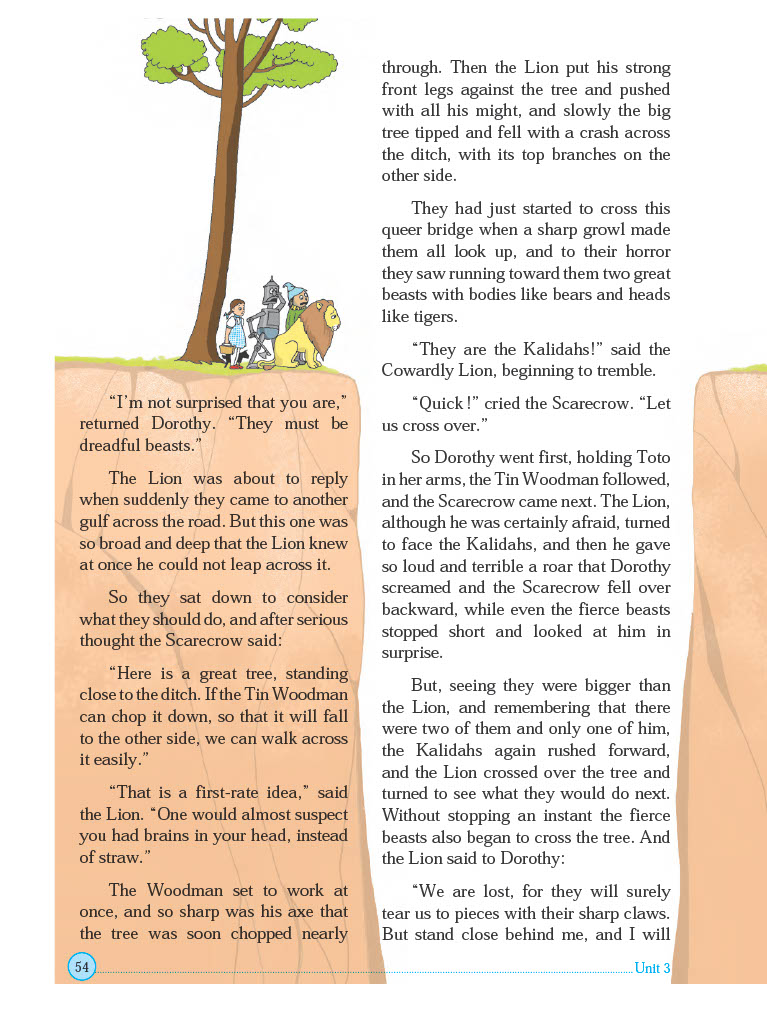 “I’m not surprised that you are,”
returned Dorothy. “They must be
dreadful beasts.”
The Lion was about to reply
when suddenly they came to another
gulf across the road. But this one was
so broad and deep that the Lion knew
at once he could not leap across it.
So they sat down to consider
what they should do, and after serious
thought the Scarecrow said:
“Here is a great tree, standing
close to the ditch. If the Tin Woodman
can chop it down, so that it will fall
to the other side, we can walk across
it easily.”
“That is a first-rate idea,” said
the Lion. “One would almost suspect
you had brains in your head, instead
of straw.”
The Woodman set to work at
once, and so sharp was his axe that
the tree was soon chopped nearly
through. Then the Lion put his strong
front legs against the tree and pushed
with all his might, and slowly the big
tree tipped and fell with a crash across
the ditch, with its top branches on the
other side.
They had just started to cross this
queer bridge when a sharp growl made
them all look up, and to their horror
they saw running toward them two great
beasts with bodies like bears and heads
like tigers.
“They are the Kalidahs!” said the
Cowardly Lion, beginning to tremble.
“Quick !” cried the Scarecrow. “Let
us cross over.”
So Dorothy went first, holding Toto
in her arms, the Tin Woodman followed,
and the Scarecrow came next. The Lion,
although he was certainly afraid, turned
to face the Kalidahs, and then he gave
so loud and terrible a roar that Dorothy
screamed and the Scarecrow fell over
backward, while even the fierce beasts
stopped short and looked at him in
surprise.
But, seeing they were bigger than
the Lion, and remembering that there
were two of them and only one of him,
the Kalidahs again rushed forward,
and the Lion crossed over the tree and
turned to see what they would do next.
Without stopping an instant the fierce
beasts also began to cross the tree. And
the Lion said to Dorothy:
“We are lost, for they will surely
tear us to pieces with their sharp claws.
But stand close behind me, and I will
54
Unit 3